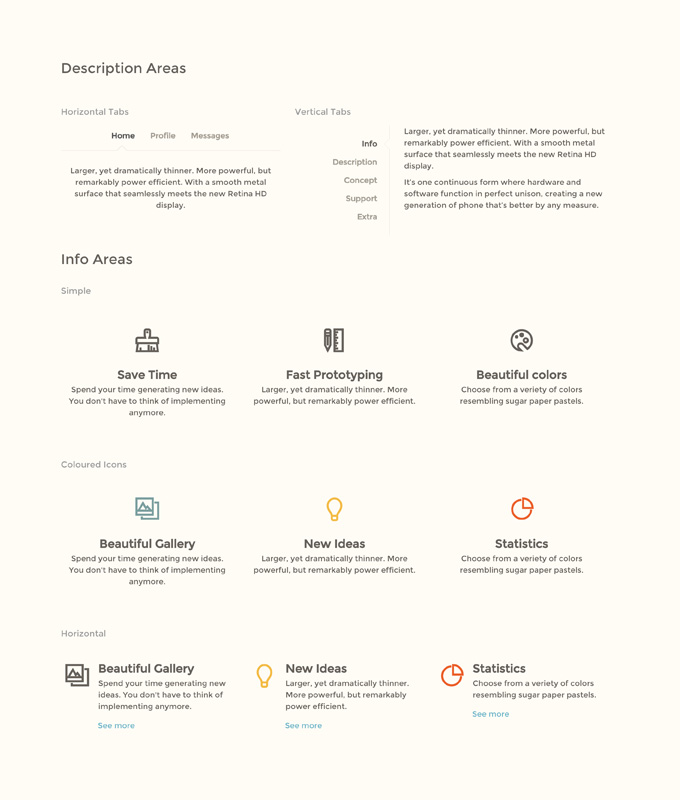 Description Areas
Horizontal Tabs
Home Profile Messages
Larger, yet dramatically thinner. More powerful, but
remarkably power efficient. With a smooth metal
surface that seamlessly meets the new Retina HD
display.
Vertical Tabs
Info
Description
Concept
Support
Extra
Larger, yet dramatically thinner. More powerful, but
remarkably power efficient. With a smooth metal
surface that seamlessly meets the new Retina HD
display.
It's one continuous form where hardware and
software function in perfect unison, creating a new
generation of phone that's better by any measure.
Info Areas
Simple
Save Time
Spend your time generating new ideas.
You don't have to think of implementing
anymore.
Fast Prototyping
Larger, yet dramatically thinner. More
powerful, but remarkably power efficient.
Beautiful colors
Choose from a veriety of colors
resembling sugar paper pastels.
Coloured Icons
Beautiful Gallery
Spend your time generating new ideas.
You don't have to think of implementing
anymore.
New Ideas
Larger, yet dramatically thinner. More
powerful, but remarkably power efficient.
Statistics
Choose from a veriety of colors
resembling sugar paper pastels.
Horizontal
Beautiful Gallery
Spend your time generating new
ideas. You don't have to think of
implementing anymore.
See more
New Ideas
Larger, yet dramatically thinner.
More powerful, but remarkably
power efficient.
See more
Statistics
Choose from a veriety of colors
resembling sugar paper pastels.
See more